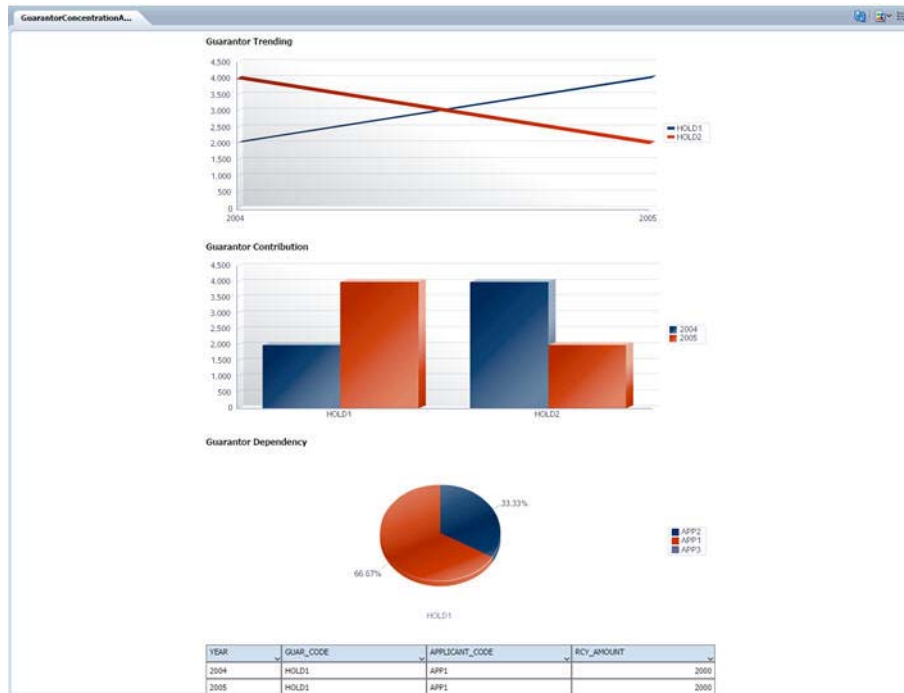 GuarantorConcentrationA...
Guarantor Trending
4,500
4,000
3,500
3,000
2,500
2,000
1,500
1,000
500
0
2004
2005
HOLD1
HOLD2
Guarantor Contribution
4,500
4,000
3,500
3,000
2,500
2,000
1,500
1,000
500
0
HOLD1
HOLD2
2004
2005
Guarantor Dependency
33.33%
66.67%
APP2
APP1
APP3
HOLD1
YEAR GUAR_CODE APPLICANT_CODE RCY_AMOUNT
2004 HOLD1 APP1 2000
2005 HOLD1 APP1 2000